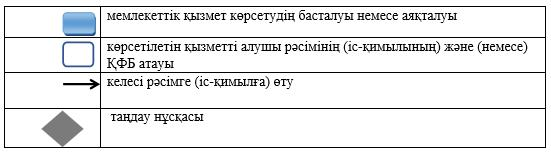 мемлекеттік қызмет көрсетудің басталуы немесе аяқталуы
көрсетілетін қызметті алушы рәсімінің (іс-қимылының) және (немесе)
ҚФБ атауы
келесі рәсімге (іс-қимылға) өту
таңдау нұсқасы